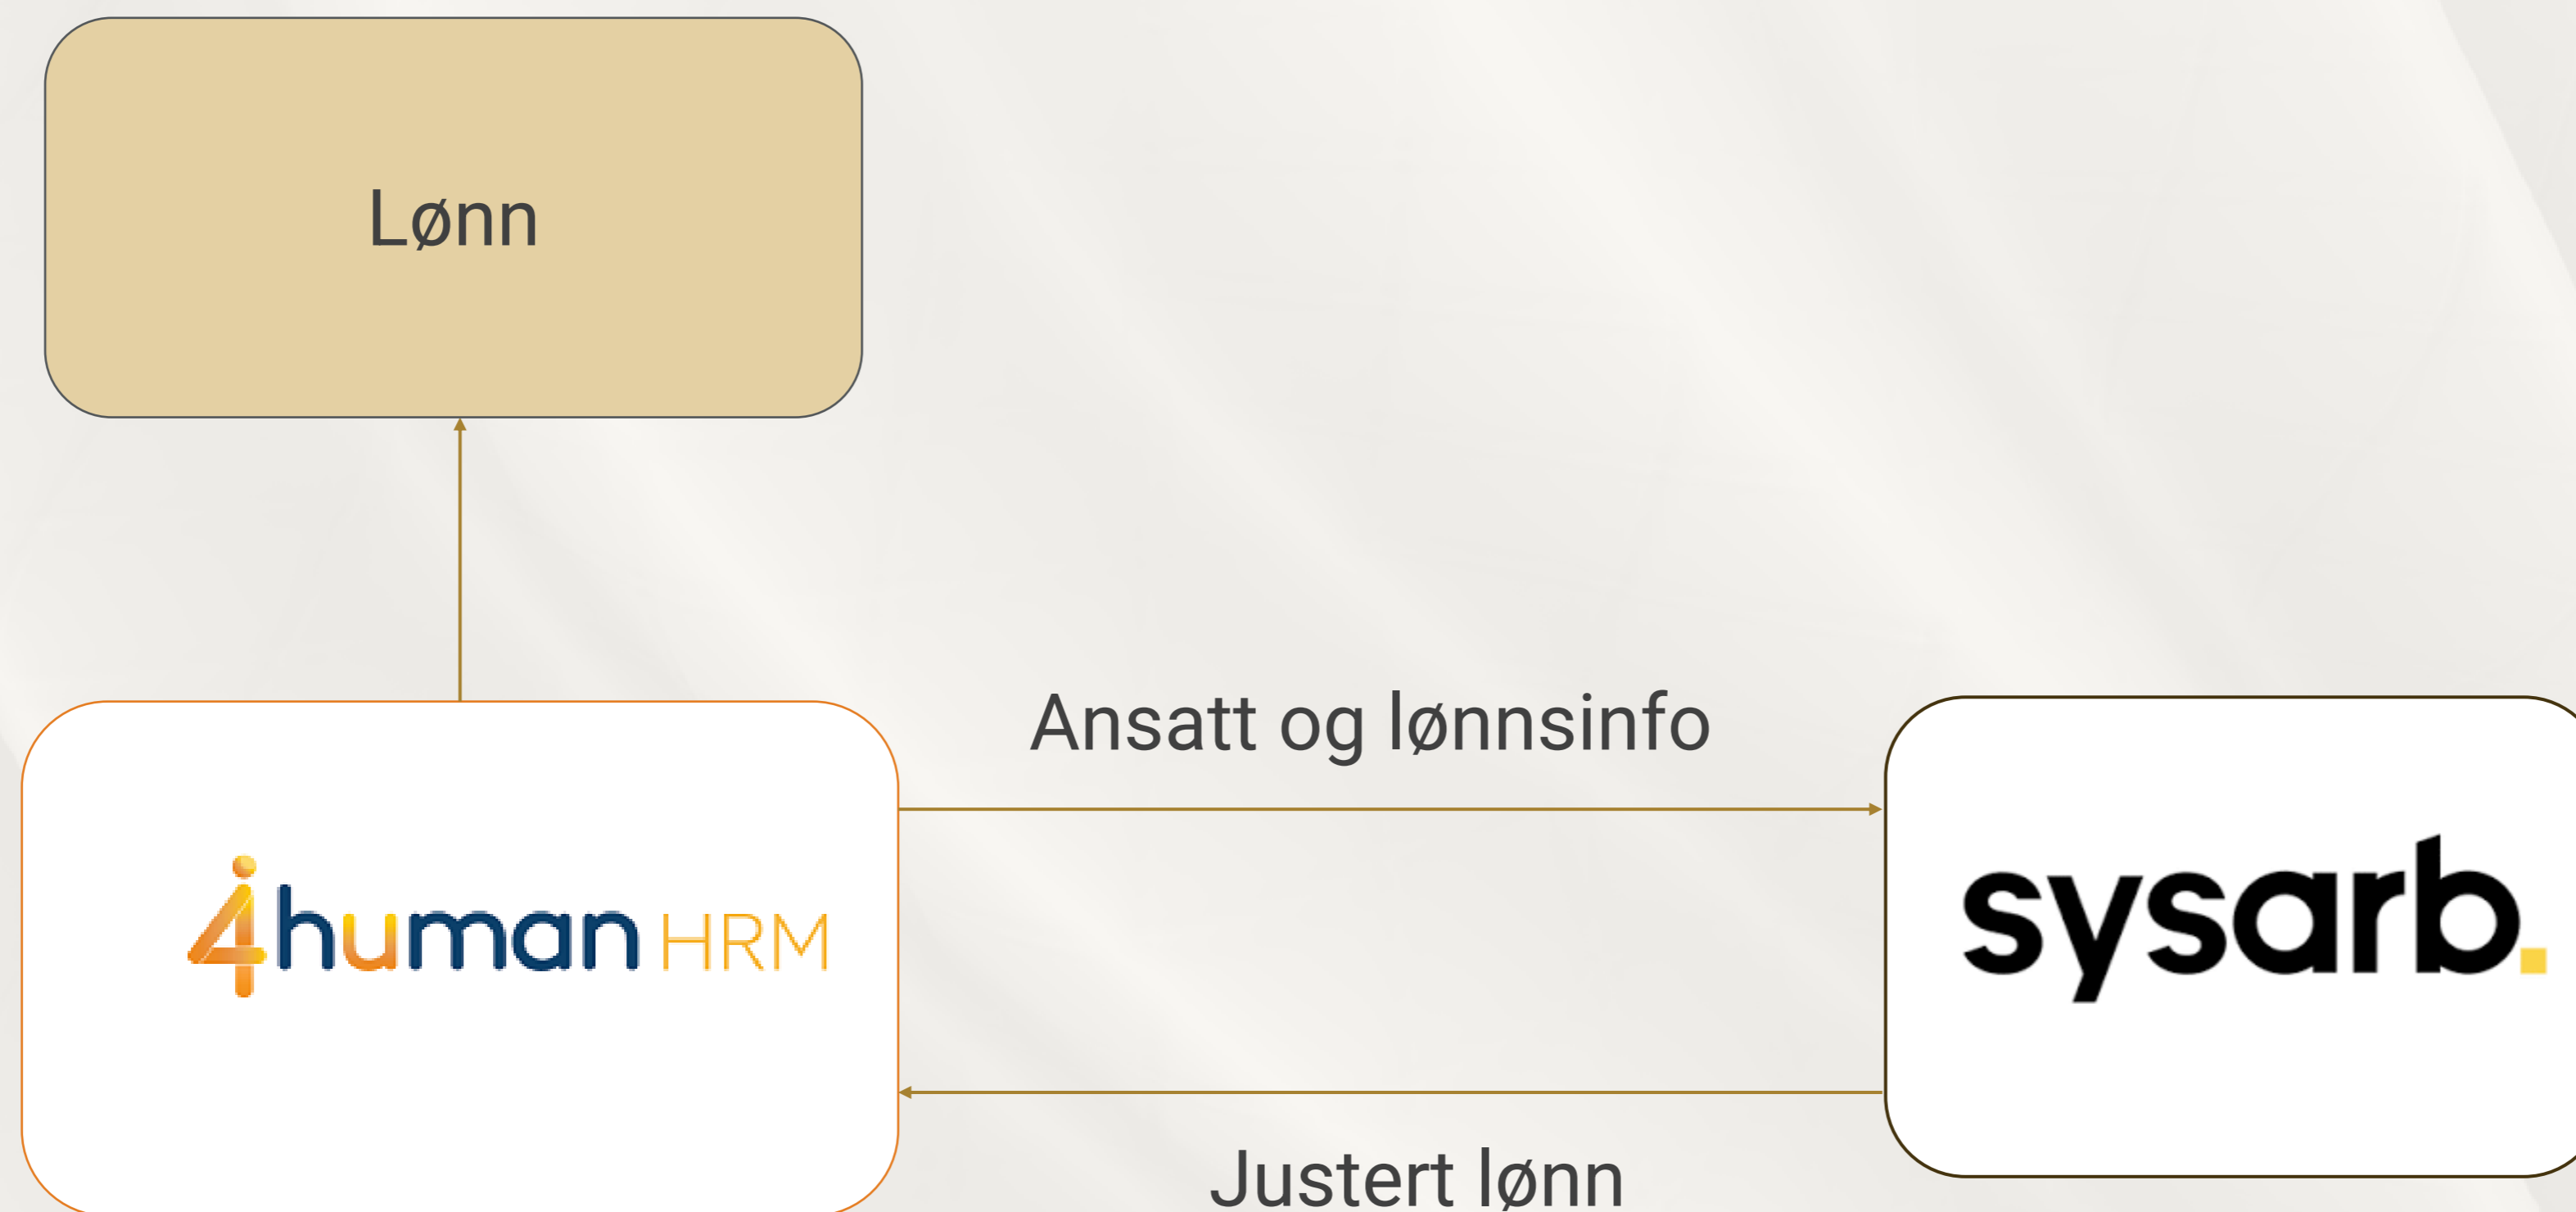 Lønn
Ansatt og lønnsinfo
4human HRM
sysarb.
Justert lønn